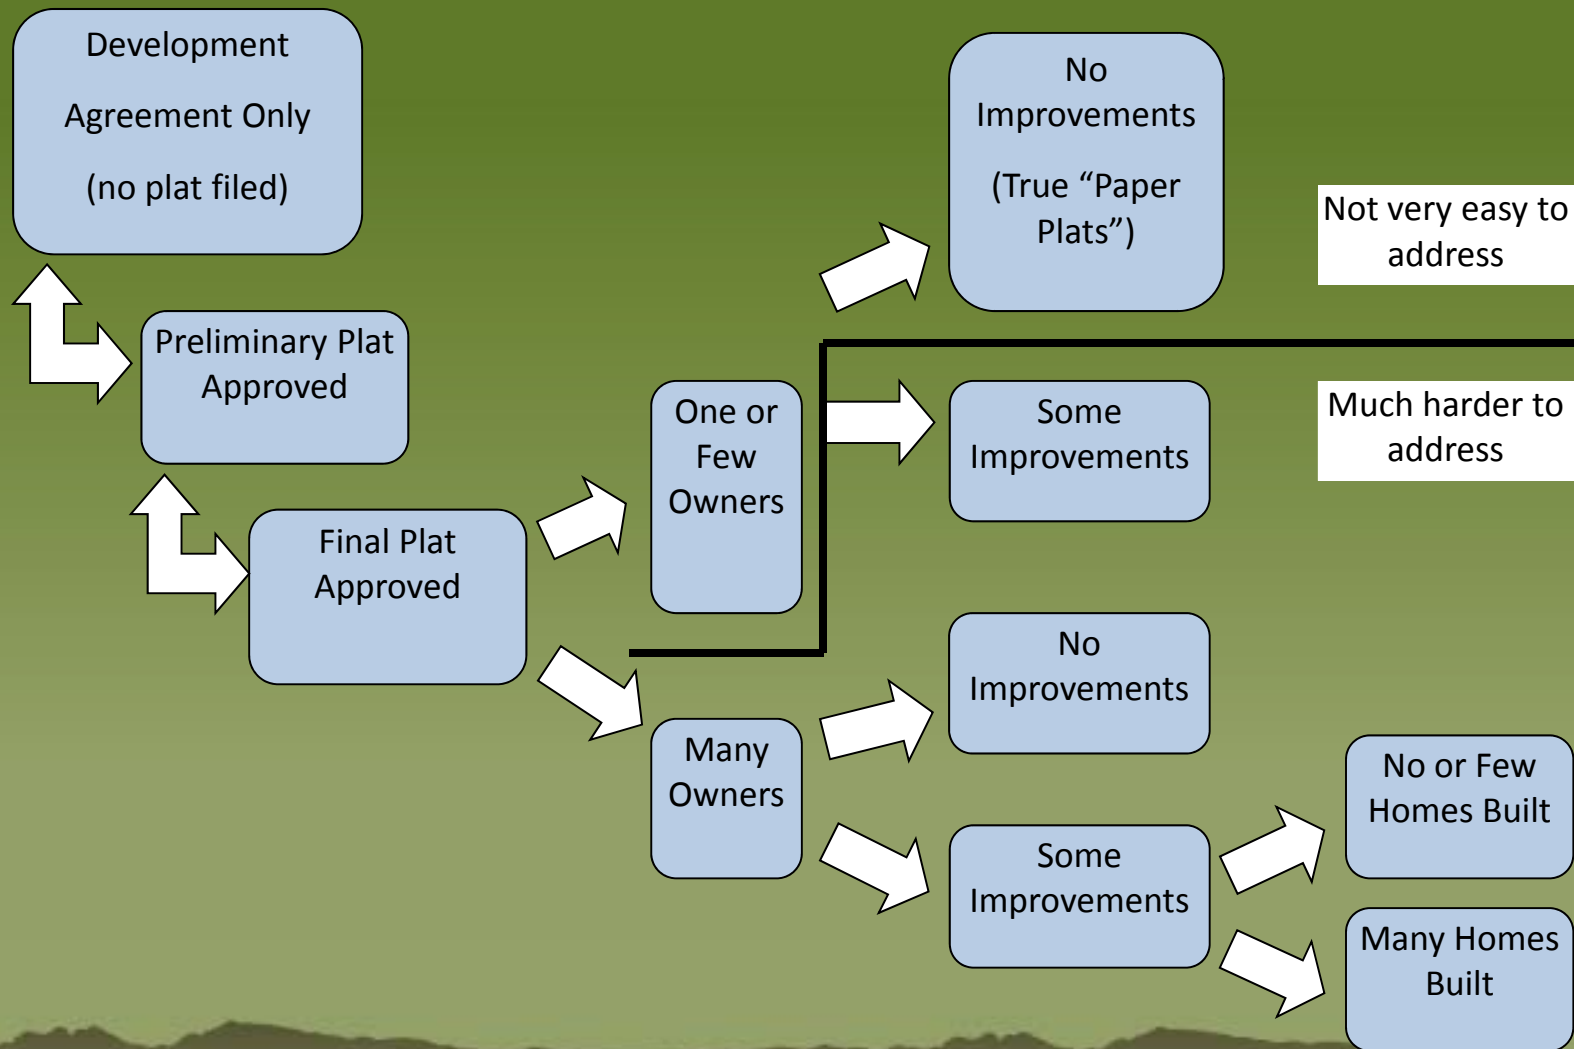 Development
Agreement Only
(no plat filed)
Preliminary Plat
Approved
Final Plat
Approved
One or
Few
Owners
Many
Owners
No
Improvements
(True “Paper
Plats”)
Not very easy to
address
Much harder to
address
Some
Improvements
No
Improvements
Some
Improvements
No or Few
Homes Built
Many Homes
Built